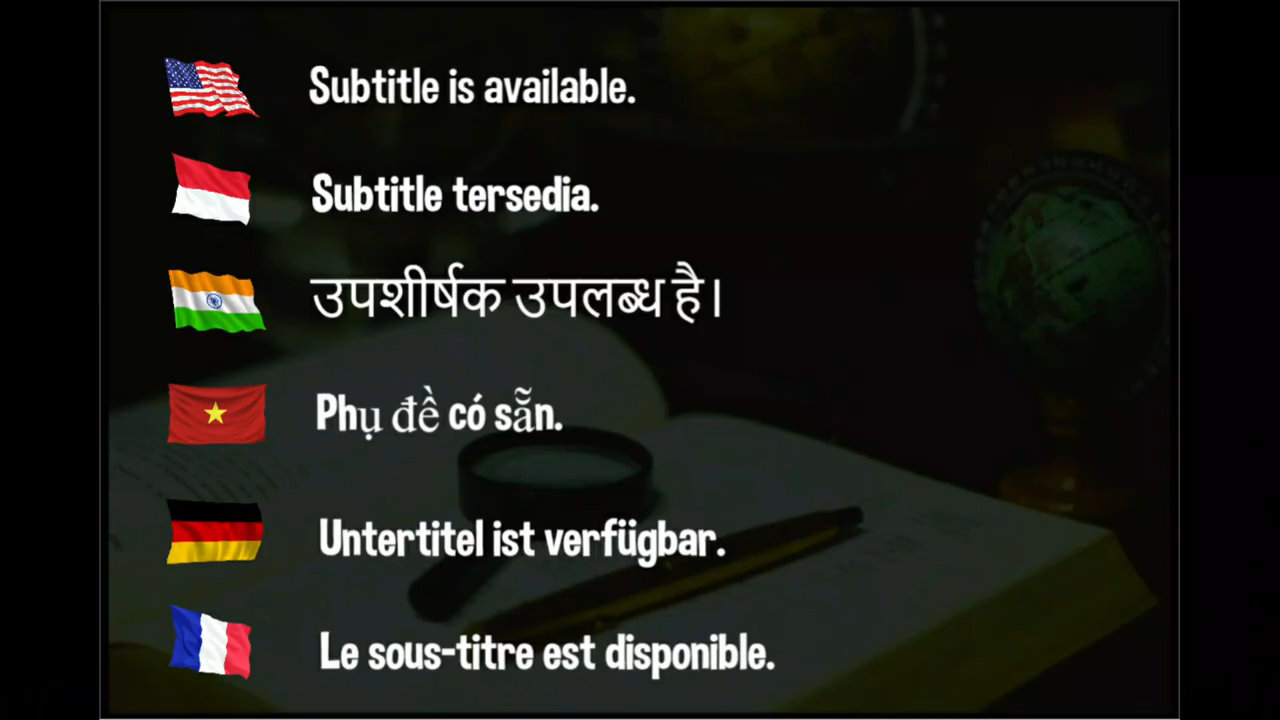 Subtitle is available.
Subtitle tersedia.
उपशीर्षक उपलब्ध है।
Phụ đề có sẵn.
Untertitel ist verfügbar.
Le sous-titre est disponible.